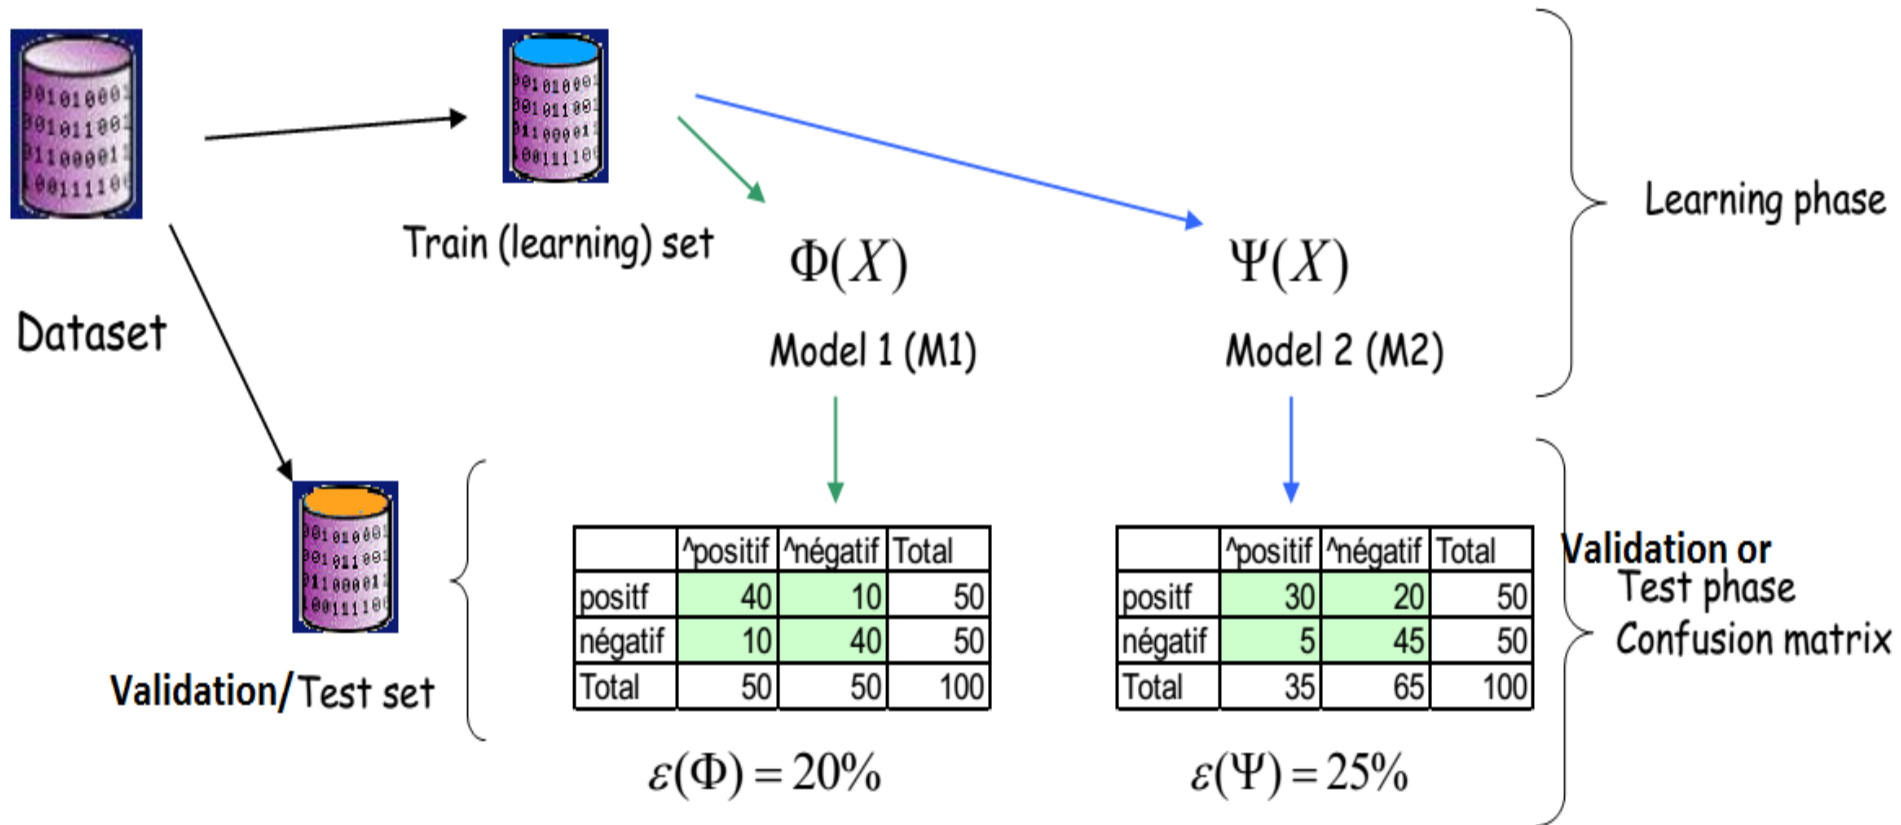 Dataset
Train (learning) set
Φ(X)
Model 1 (M1)
Ψ(X)
Model 2 (M2)
Learning phase
Validation/Test set
^positif ^négatif Total
positf 40 10 50
négatif 10 40 50
Total 50 50 100
ε(Φ) = 20%
^positif ^négatif Total
positf 30 20 50
négatif 5 45 50
Total 35 65 100
ε(Ψ) = 25%
Validation or
Test phase
Confusion matrix